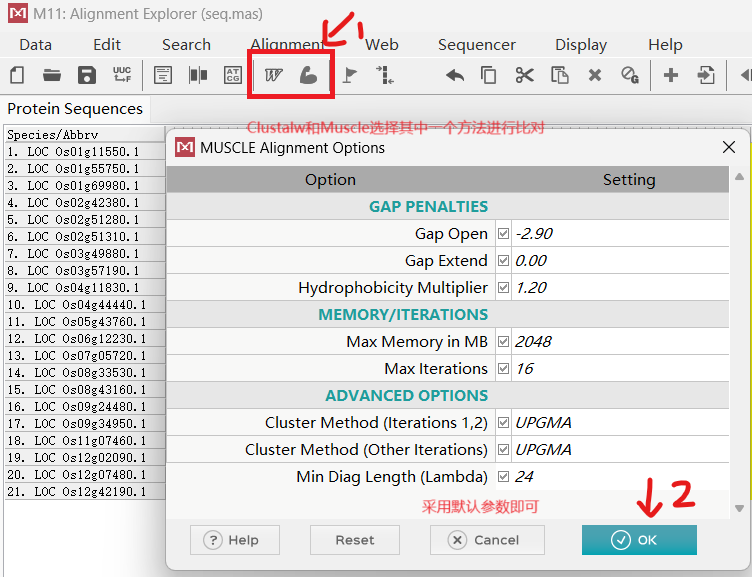 M11: Alignment Explorer (seq.mas)
Data Edit Search Alignment Web Sequencer Display Help
1
UUC
L→F
W
AT
CG
Protein Sequences
Clustalw和Muscle选择其中一个方法进行比对
Species/Abbrv
1. LOC Os01g11550.1
2. LOC Os01g55750.1
3. LOC Os01g69980.1
4. LOC Os02g42380.1
5. LOC Os02g51280.1
6. LOC Os02g51310.1
7. LOC Os03g49880.1
8. LOC Os03g57190.1
9. LOC Os04g11830.1
10. LOC Os04g44440.1
11. LOC Os05g43760.1
12. LOC Os06g12230.1
13. LOC Os07g05720.1
14. LOC Os08g33530.1
15. LOC Os08g43160.1
16. LOC Os09g24480.1
17. LOC Os09g34950.1
18. LOC Os11g07460.1
19. LOC Os12g02090.1
20. LOC Os12g07480.1
21. LOC Os12g42190.1
MUSCLE Alignment Options
Option Setting
GAP PENALTIES
Gap Open -2.90
Gap Extend 0.00
Hydrophobicity Multiplier 1.20
MEMORY/ITERATIONS
Max Memory in MB 2048
Max Iterations 16
ADVANCED OPTIONS
Cluster Method (Iterations 1,2) UPGMA
Cluster Method (Other Iterations) UPGMA
Min Diag Length (Lambda) 24
采用默认参数即可
2
? Help Reset Cancel OK